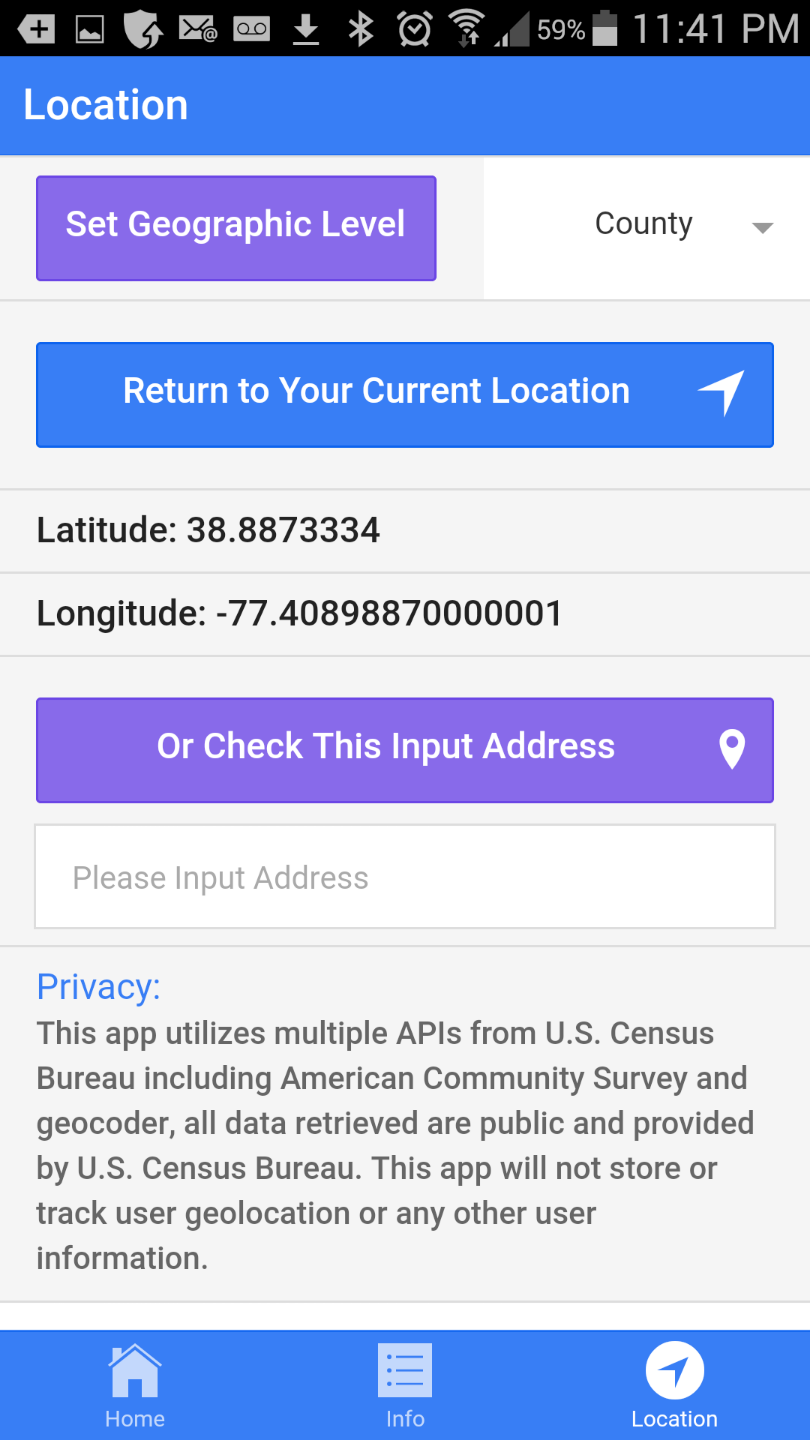 59% 11:41 PM
Location
Set Geographic Level
County
Return to Your Current Location
Latitude: 38.8873334
Longitude: -77.40898870000001
Or Check This Input Address
Please Input Address
Privacy:
This app utilizes multiple APIs from U.S. Census
Bureau including American Community Survey and
geocoder, all data retrieved are public and provided
by U.S. Census Bureau. This app will not store or
track user geolocation or any other user
information.
Home
Info
Location